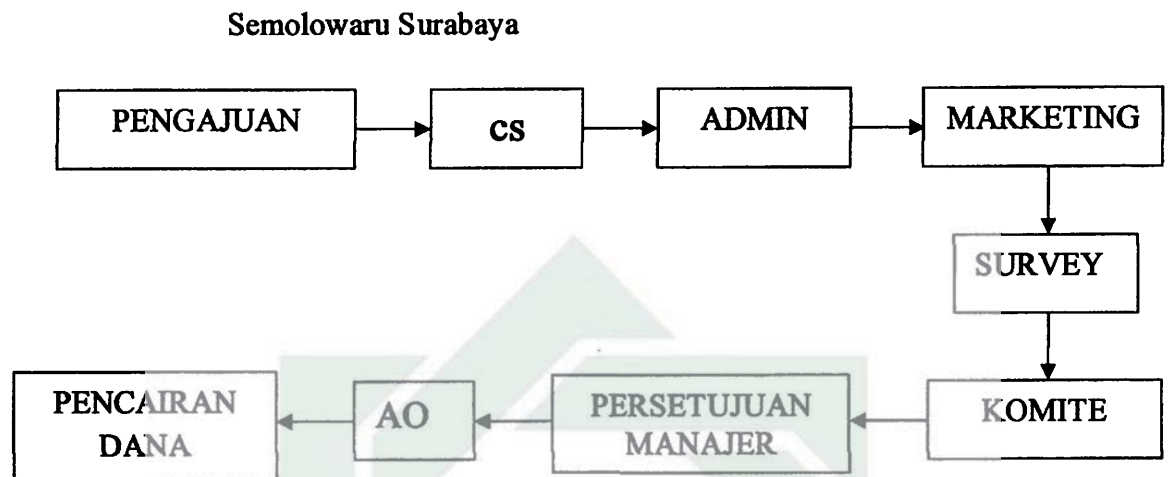 Semolowaru Surabaya
PENGAJUAN
CS
ADMIN
MARKETING
SURVEY
KOMITE
PERSETUJUAN
MANAJER
AO
PENCAIRAN
DANA